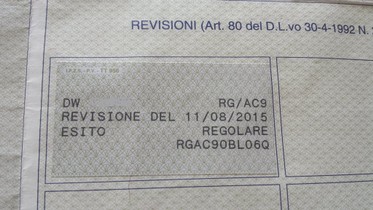 REVISIONI (Art. 80 del D.L.vo 30-4-1992 N.
DW RG/AC9
REVISIONE DEL 11/08/2015
ESITO REGOLARE
RGAC90BL06Q